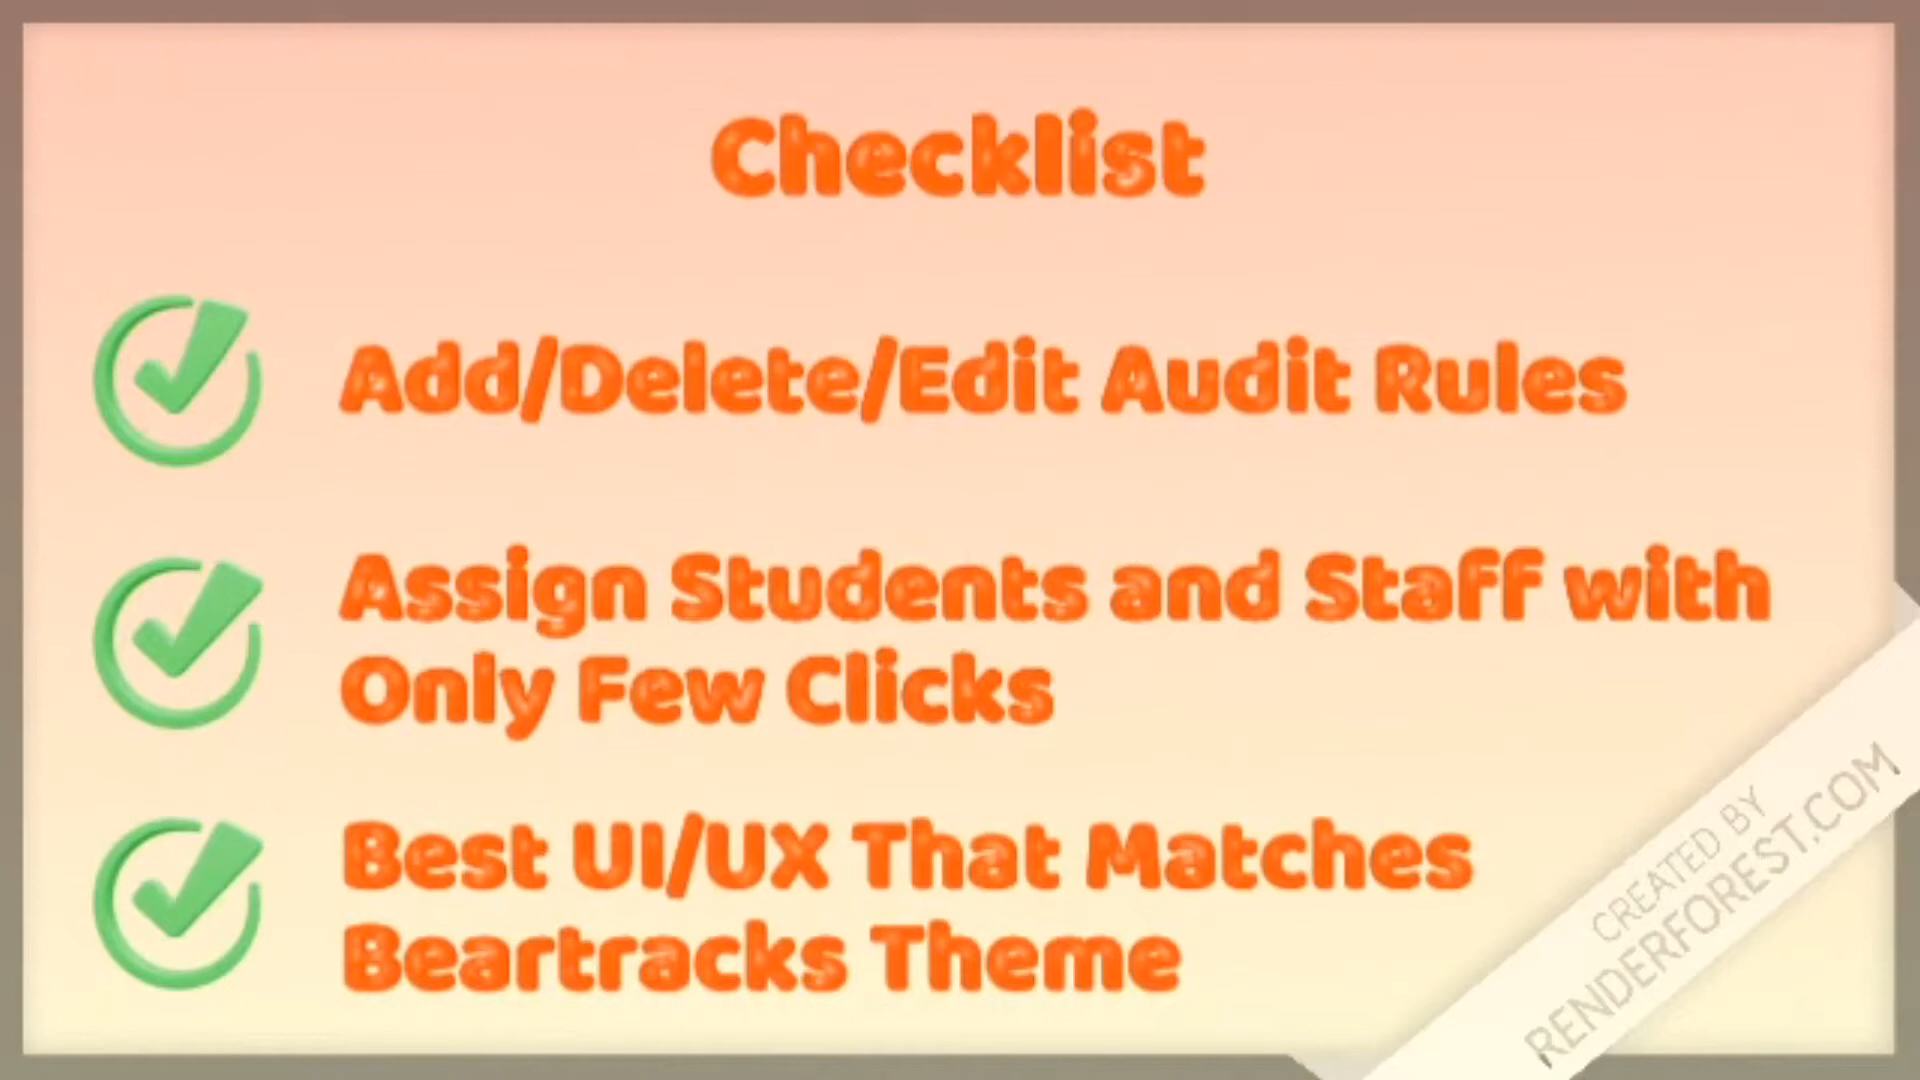 Checklist
Add/Delete/Edit Audit Rules
Assign Students and Staff with
Only Few Clicks
Best UI/UX That Matches
Beartracks Theme
CREATED BY
RENDERFOREST.COM